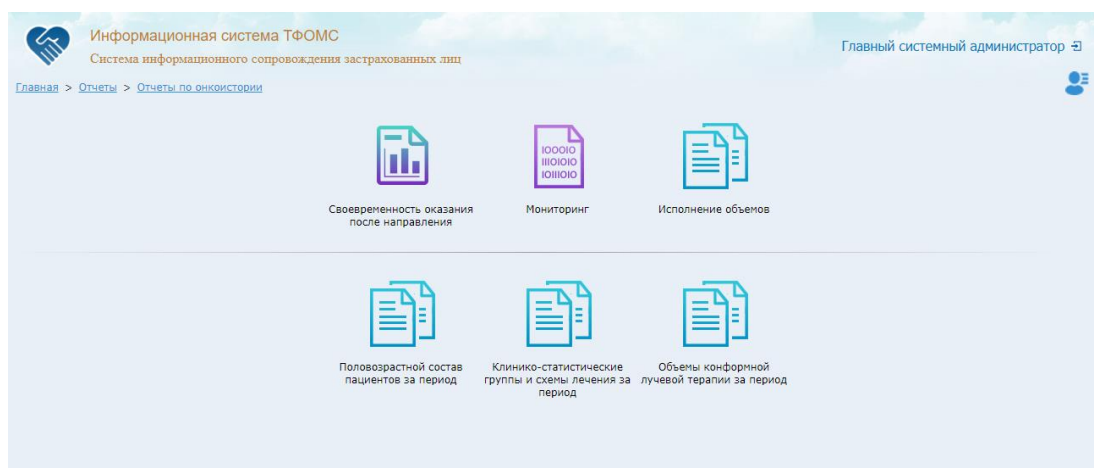 Информационная система ТФОМС
Система информационного сопровождения застрахованных лиц
Главный системный администратор
Главная > Отчеты > Отчеты по онкоистории
IOOOIO
IIIOIOIO
IOIIIOIO
Своевременность оказания
после направления
Мониторинг
Исполнение объемов
Половозрастной состав
пациентов за период
Клинико-статистические
группы и схемы лечения за
период
Объемы конформной
лучевой терапии за период